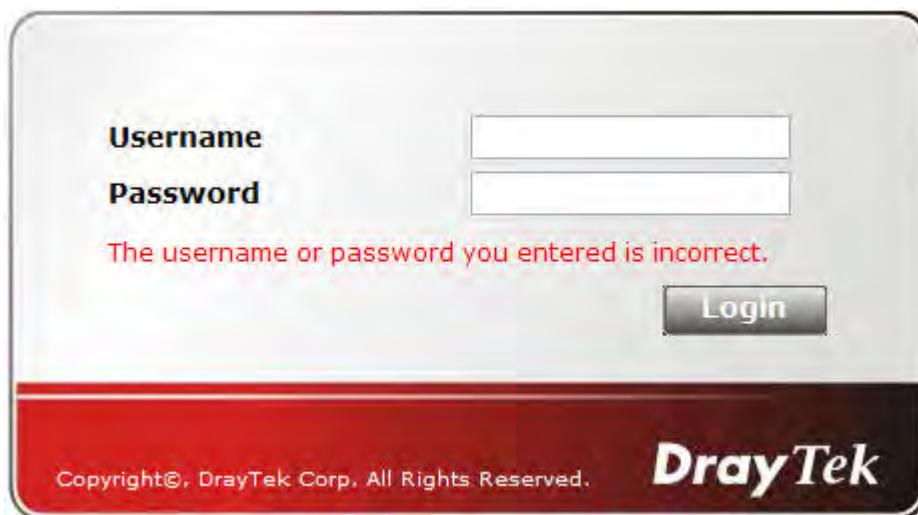 Username
Password
The username or password you entered is incorrect.
Login
Copyright©, DrayTek Corp. All Rights Reserved.
DrayTek